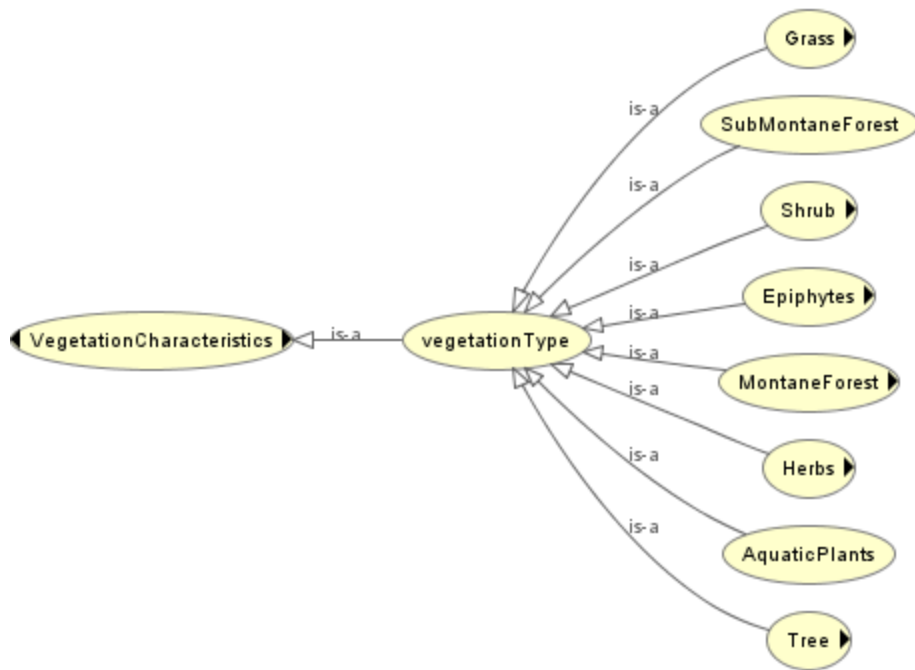 Grass
is-a
SubMontaneForest
is-a
Shrub
is-a
Epiphytes
is-a
VegetationCharacteristics
is-a
vegetationType
is-a
MontaneForest
is-a
Herbs
is-a
AquaticPlants
is-a
Tree